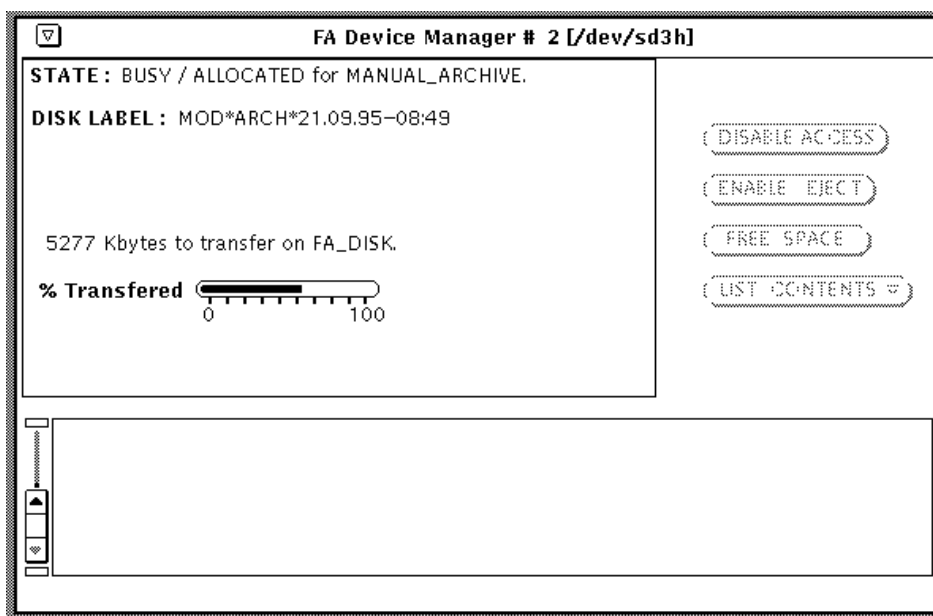 FA Device Manager # 2 [/dev/sd3h]
STATE : BUSY / ALLOCATED for MANUAL_ARCHIVE.
DISK LABEL : MOD*ARCH*21.09.95-08:49
5277 Kbytes to transfer on FA_DISK.
% Transfered
0 100
DISABLE ACCESS
ENABLE EJECT
FREE SPACE
LIST CONTENTS